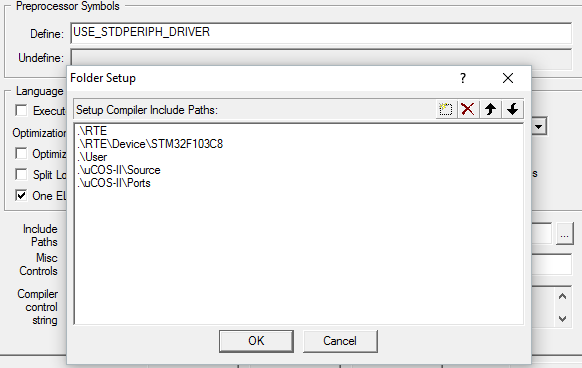 Preprocessor Symbols
Define: USE_STDPERIPH_DRIVER
Undefine:
Folder Setup
? ×
Setup Compiler Include Paths:
.\RTE
.\RTE\Device\STM32F103C8
.\User
.\uCOS-II\Source
.\uCOS-II\Ports
Language
Execut
Optimization
Optimiz
Split Lo
One EL
s
Include
Paths
...
Misc
Controls
Compiler
control
string
OK Cancel